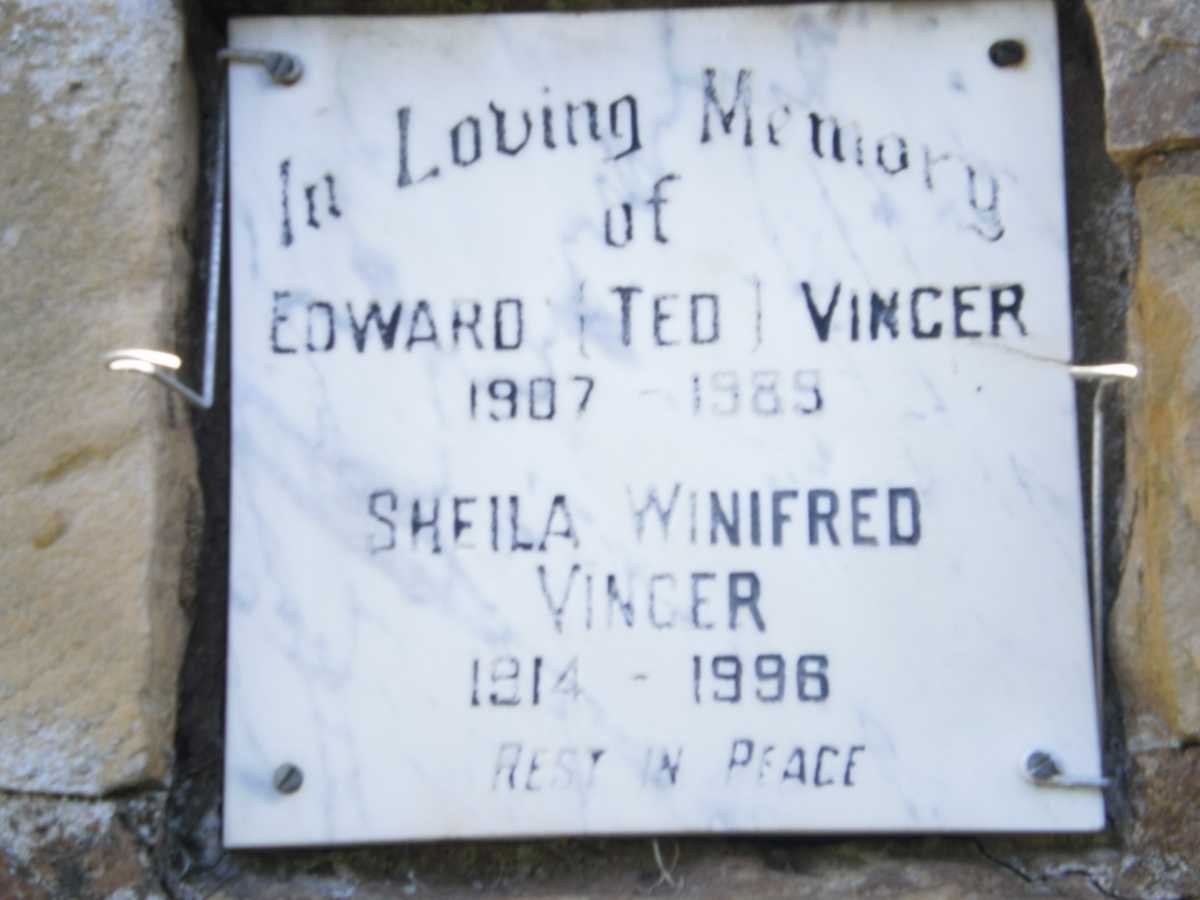 In Loving Memory
of
EDWARD (TED) VINCER
1907 - 1989
SHEILA WINIFRED
VINCER
1914 - 1996
REST IN PEACE